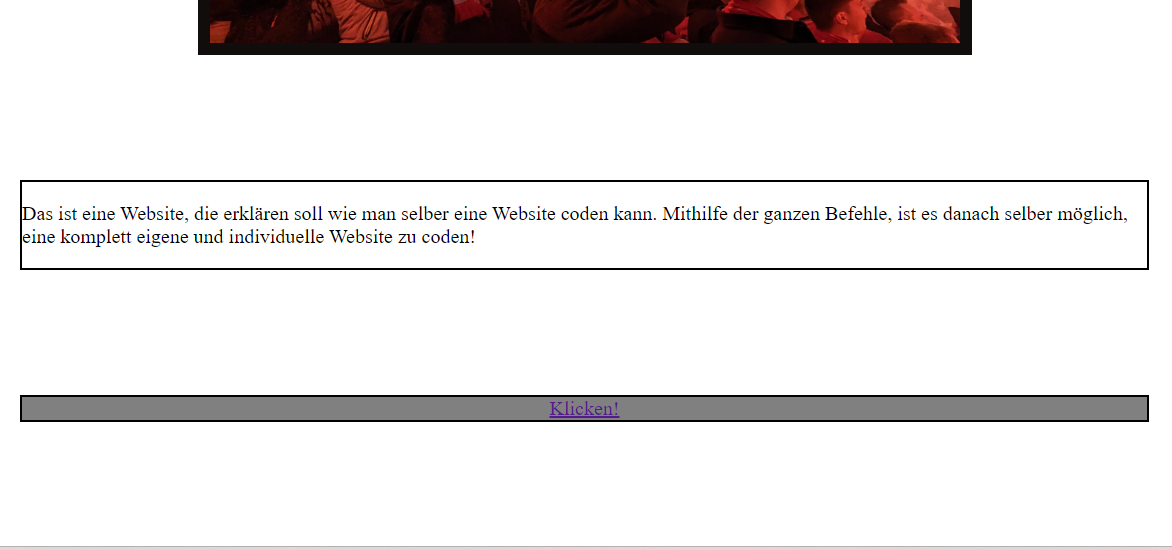 Das ist eine Website, die erklären soll wie man selber eine Website coden kann. Mithilfe der ganzen Befehle, ist es danach selber möglich,
eine komplett eigene und individuelle Website zu coden!
Klicken!